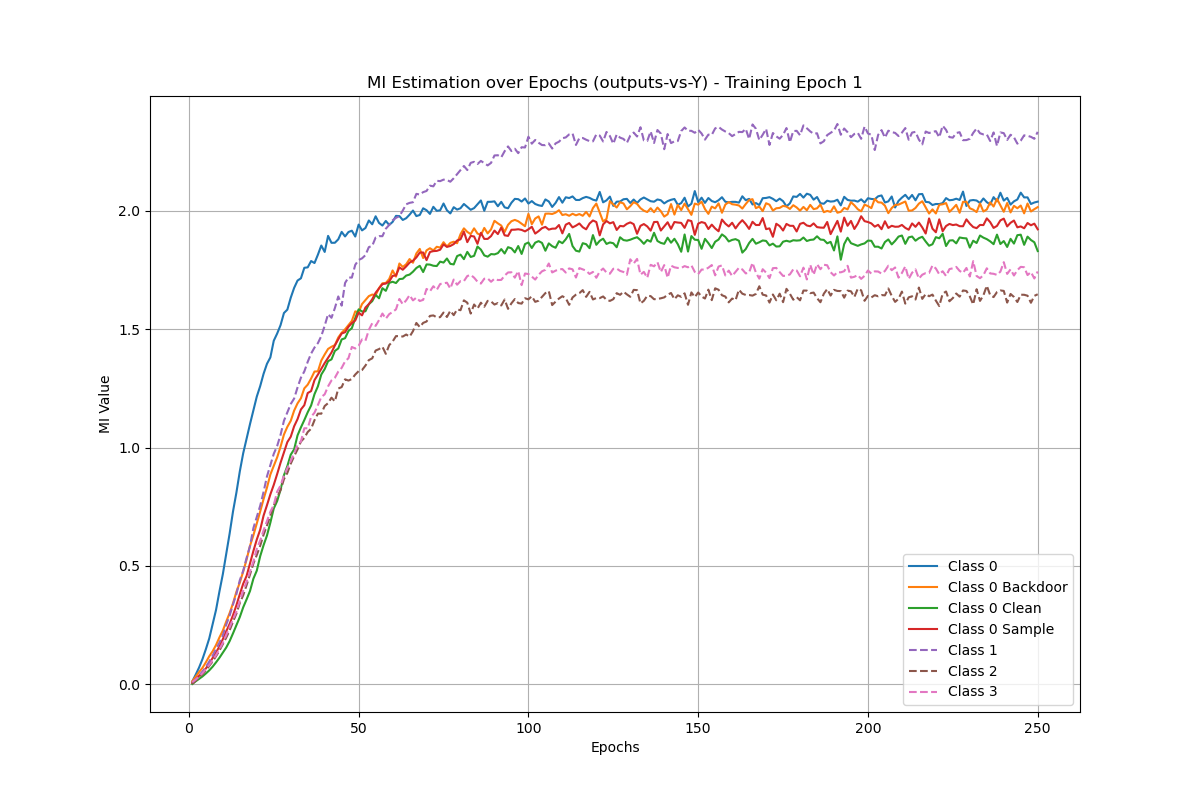 MI Estimation over Epochs (outputs-vs-Y) - Training Epoch 1
MI Value
2.0
1.5
1.0
0.5
0.0
0
50
100
150
200
250
Epochs
Class 0
Class 0 Backdoor
Class 0 Clean
Class 0 Sample
Class 1
Class 2
Class 3